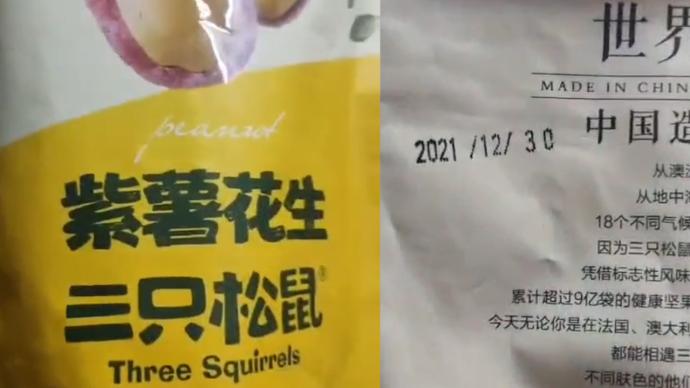 peanut
紫薯花生
三只松鼠®
Three Squirrels
世界
MADE IN CHIN
中国造
2021/12/30
从澳
从地中海
18个不同气候
因为三只松鼠
凭借标志性风味
累计超过9亿袋的健康坚果
今天无论你是在法国、澳大利
都能相遇三
不同肤色的他们